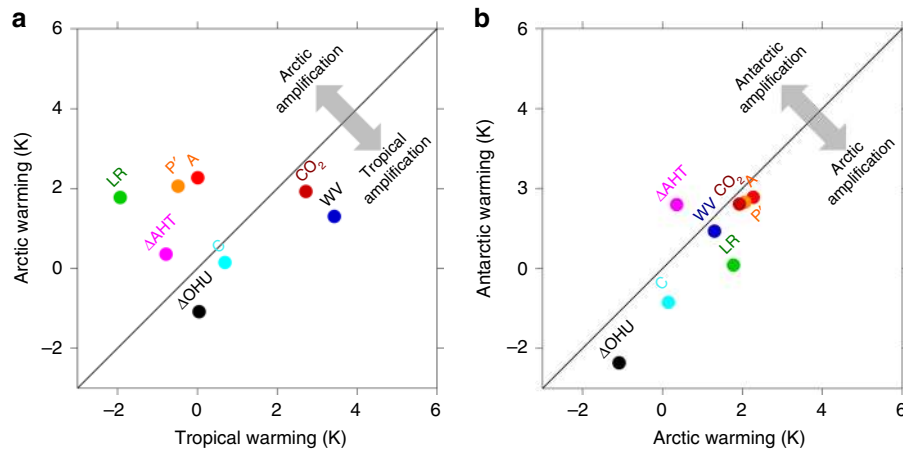 a
6
4
2
0
−2
Arctic warming (K)
−2 0 2 4 6
Tropical warming (K)
Arctic
amplification
Tropical
amplification
LR
P′
A
CO₂
WV
ΔAHT
C
ΔOHU
b
6
4
3
0
−2
Antarctic warming (K)
−2 0 2 4 6
Arctic warming (K)
Antarctic
amplification
Arctic
amplification
ΔAHT
WV
CO₂
A
P′
LR
C
ΔOHU